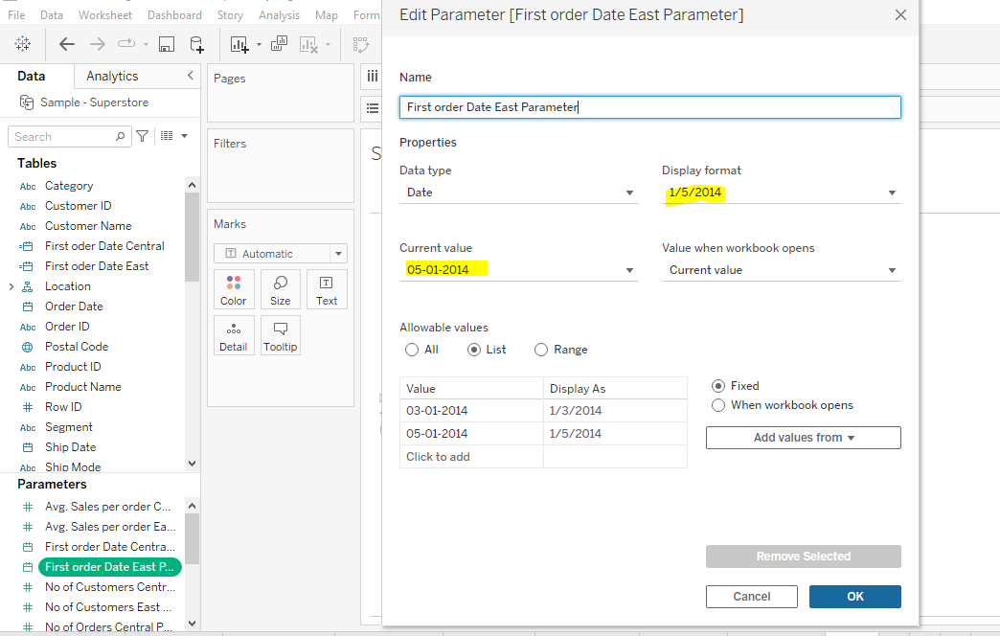 Edit Parameter [First order Date East Parameter]
File Data Worksheet Dashboard Story Analysis Map Form
Data Analytics
Sample - Superstore
Search
Tables
Abc Category
Abc Customer ID
Abc Customer Name
First oder Date Central
First oder Date East
Location
Order Date
Abc Order ID
Postal Code
Abc Product ID
Abc Product Name
Row ID
Abc Segment
Ship Date
Abc Ship Mode
Parameters
Avg. Sales per order C...
Avg. Sales per order Ea...
First order Date Centra...
First order Date East P...
No of Customers Centr...
No of Customers East ...
No of Orders Central P...
Pages
Filters
Marks
Automatic
Color Size Text
Detail Tooltip
S
Name
First order Date East Parameter
Properties
Data type Display format
Date 1/5/2014
Current value Value when workbook opens
05-01-2014 Current value
Allowable values
All List Range
Value Display As
03-01-2014 1/3/2014
05-01-2014 1/5/2014
Click to add
Fixed
When workbook opens
Add values from
Remove Selected
Cancel OK